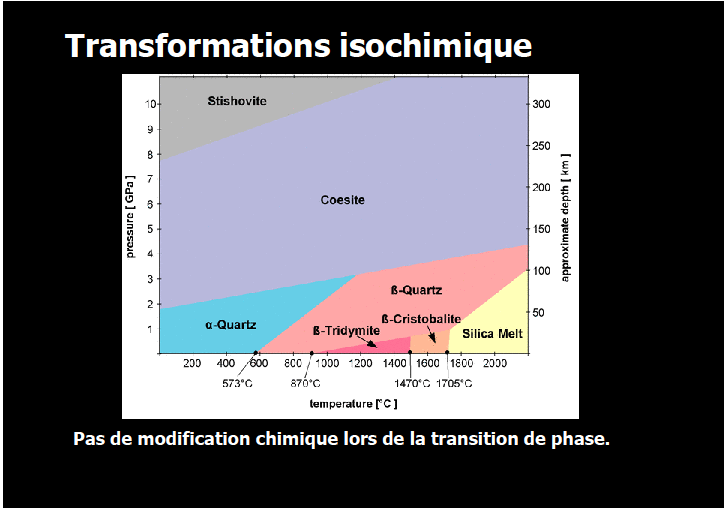 Transformations isochimique
Stishovite
Coesite
ß-Quartz
α-Quartz
ß-Tridymite
ß-Cristobalite
Silica Melt
pressure [ GPa ]
10
9
8
7
6
5
4
3
2
1
approximate depth [ km ]
300
250
200
150
100
50
200 400 600 800 1000 1200 1400 1600 1800 2000
573°C 870°C 1470°C 1705°C
temperature [°C ]
Pas de modification chimique lors de la transition de phase.